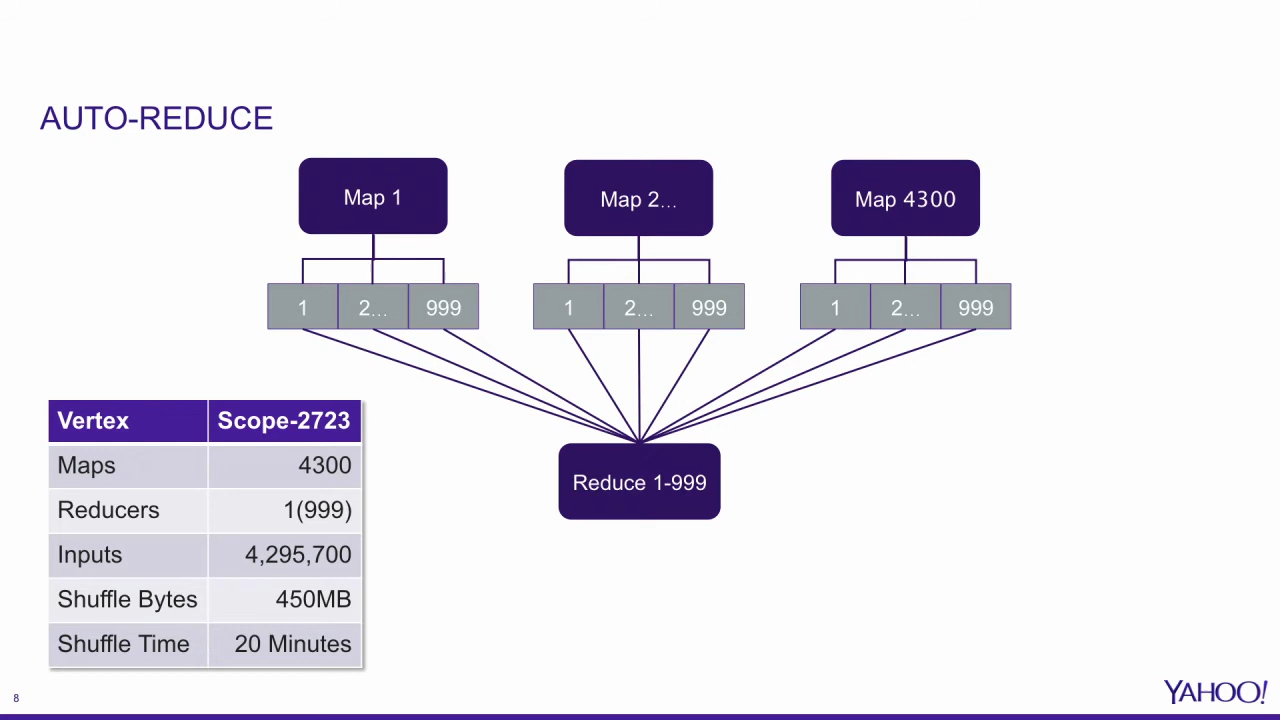 AUTO-REDUCE
Map 1
Map 2...
Map 4300
1 2... 999
1 2... 999
1 2... 999
Reduce 1-999
Vertex Scope-2723
Maps 4300
Reducers 1(999)
Inputs 4,295,700
Shuffle Bytes 450MB
Shuffle Time 20 Minutes
8
YAHOO!